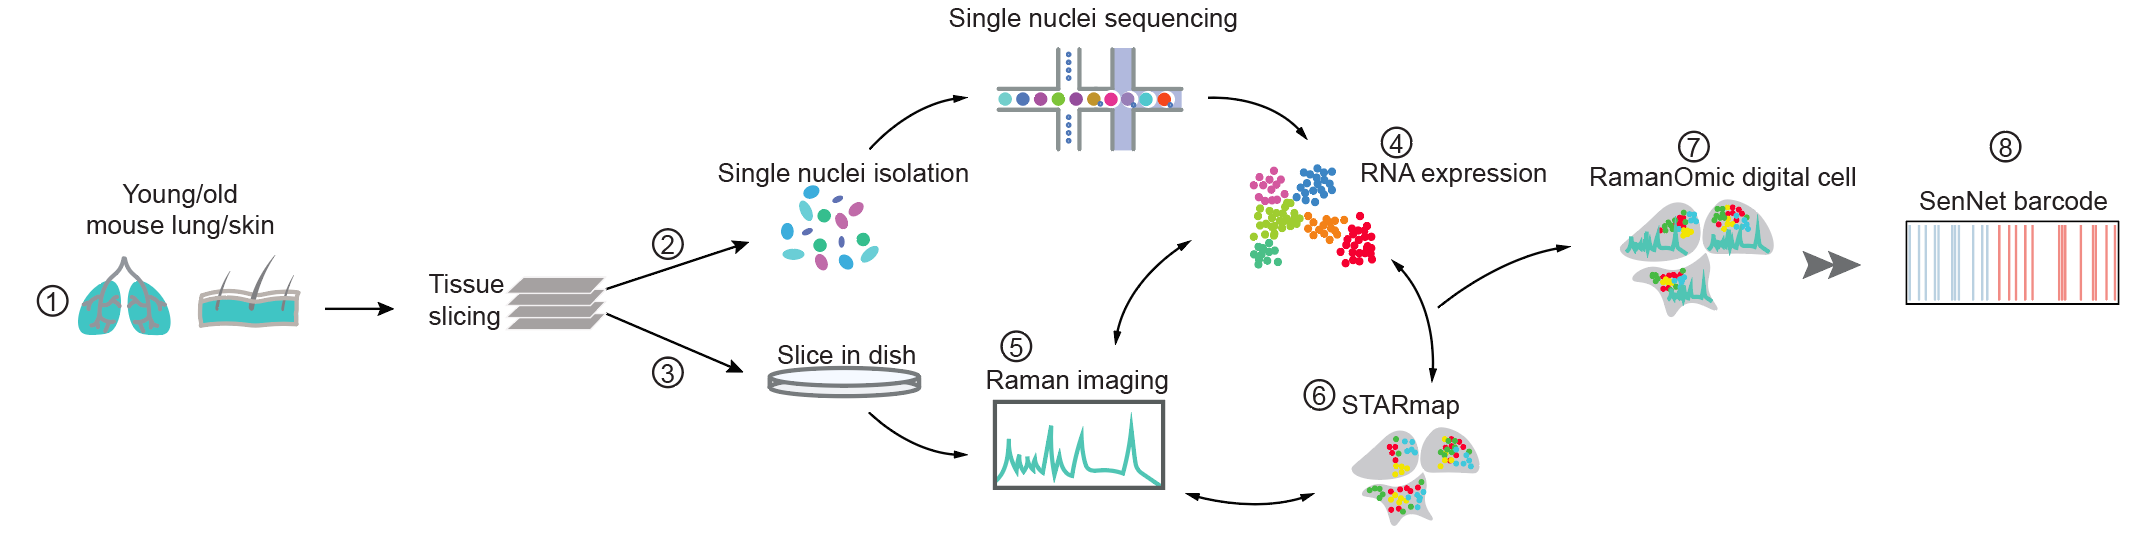 Single nuclei sequencing
Young/old
mouse lung/skin
①
Tissue
slicing
②
③
Single nuclei isolation
Slice in dish
④
RNA expression
⑤
Raman imaging
⑥ STARmap
⑦
RamanOmic digital cell
⑧
SenNet barcode